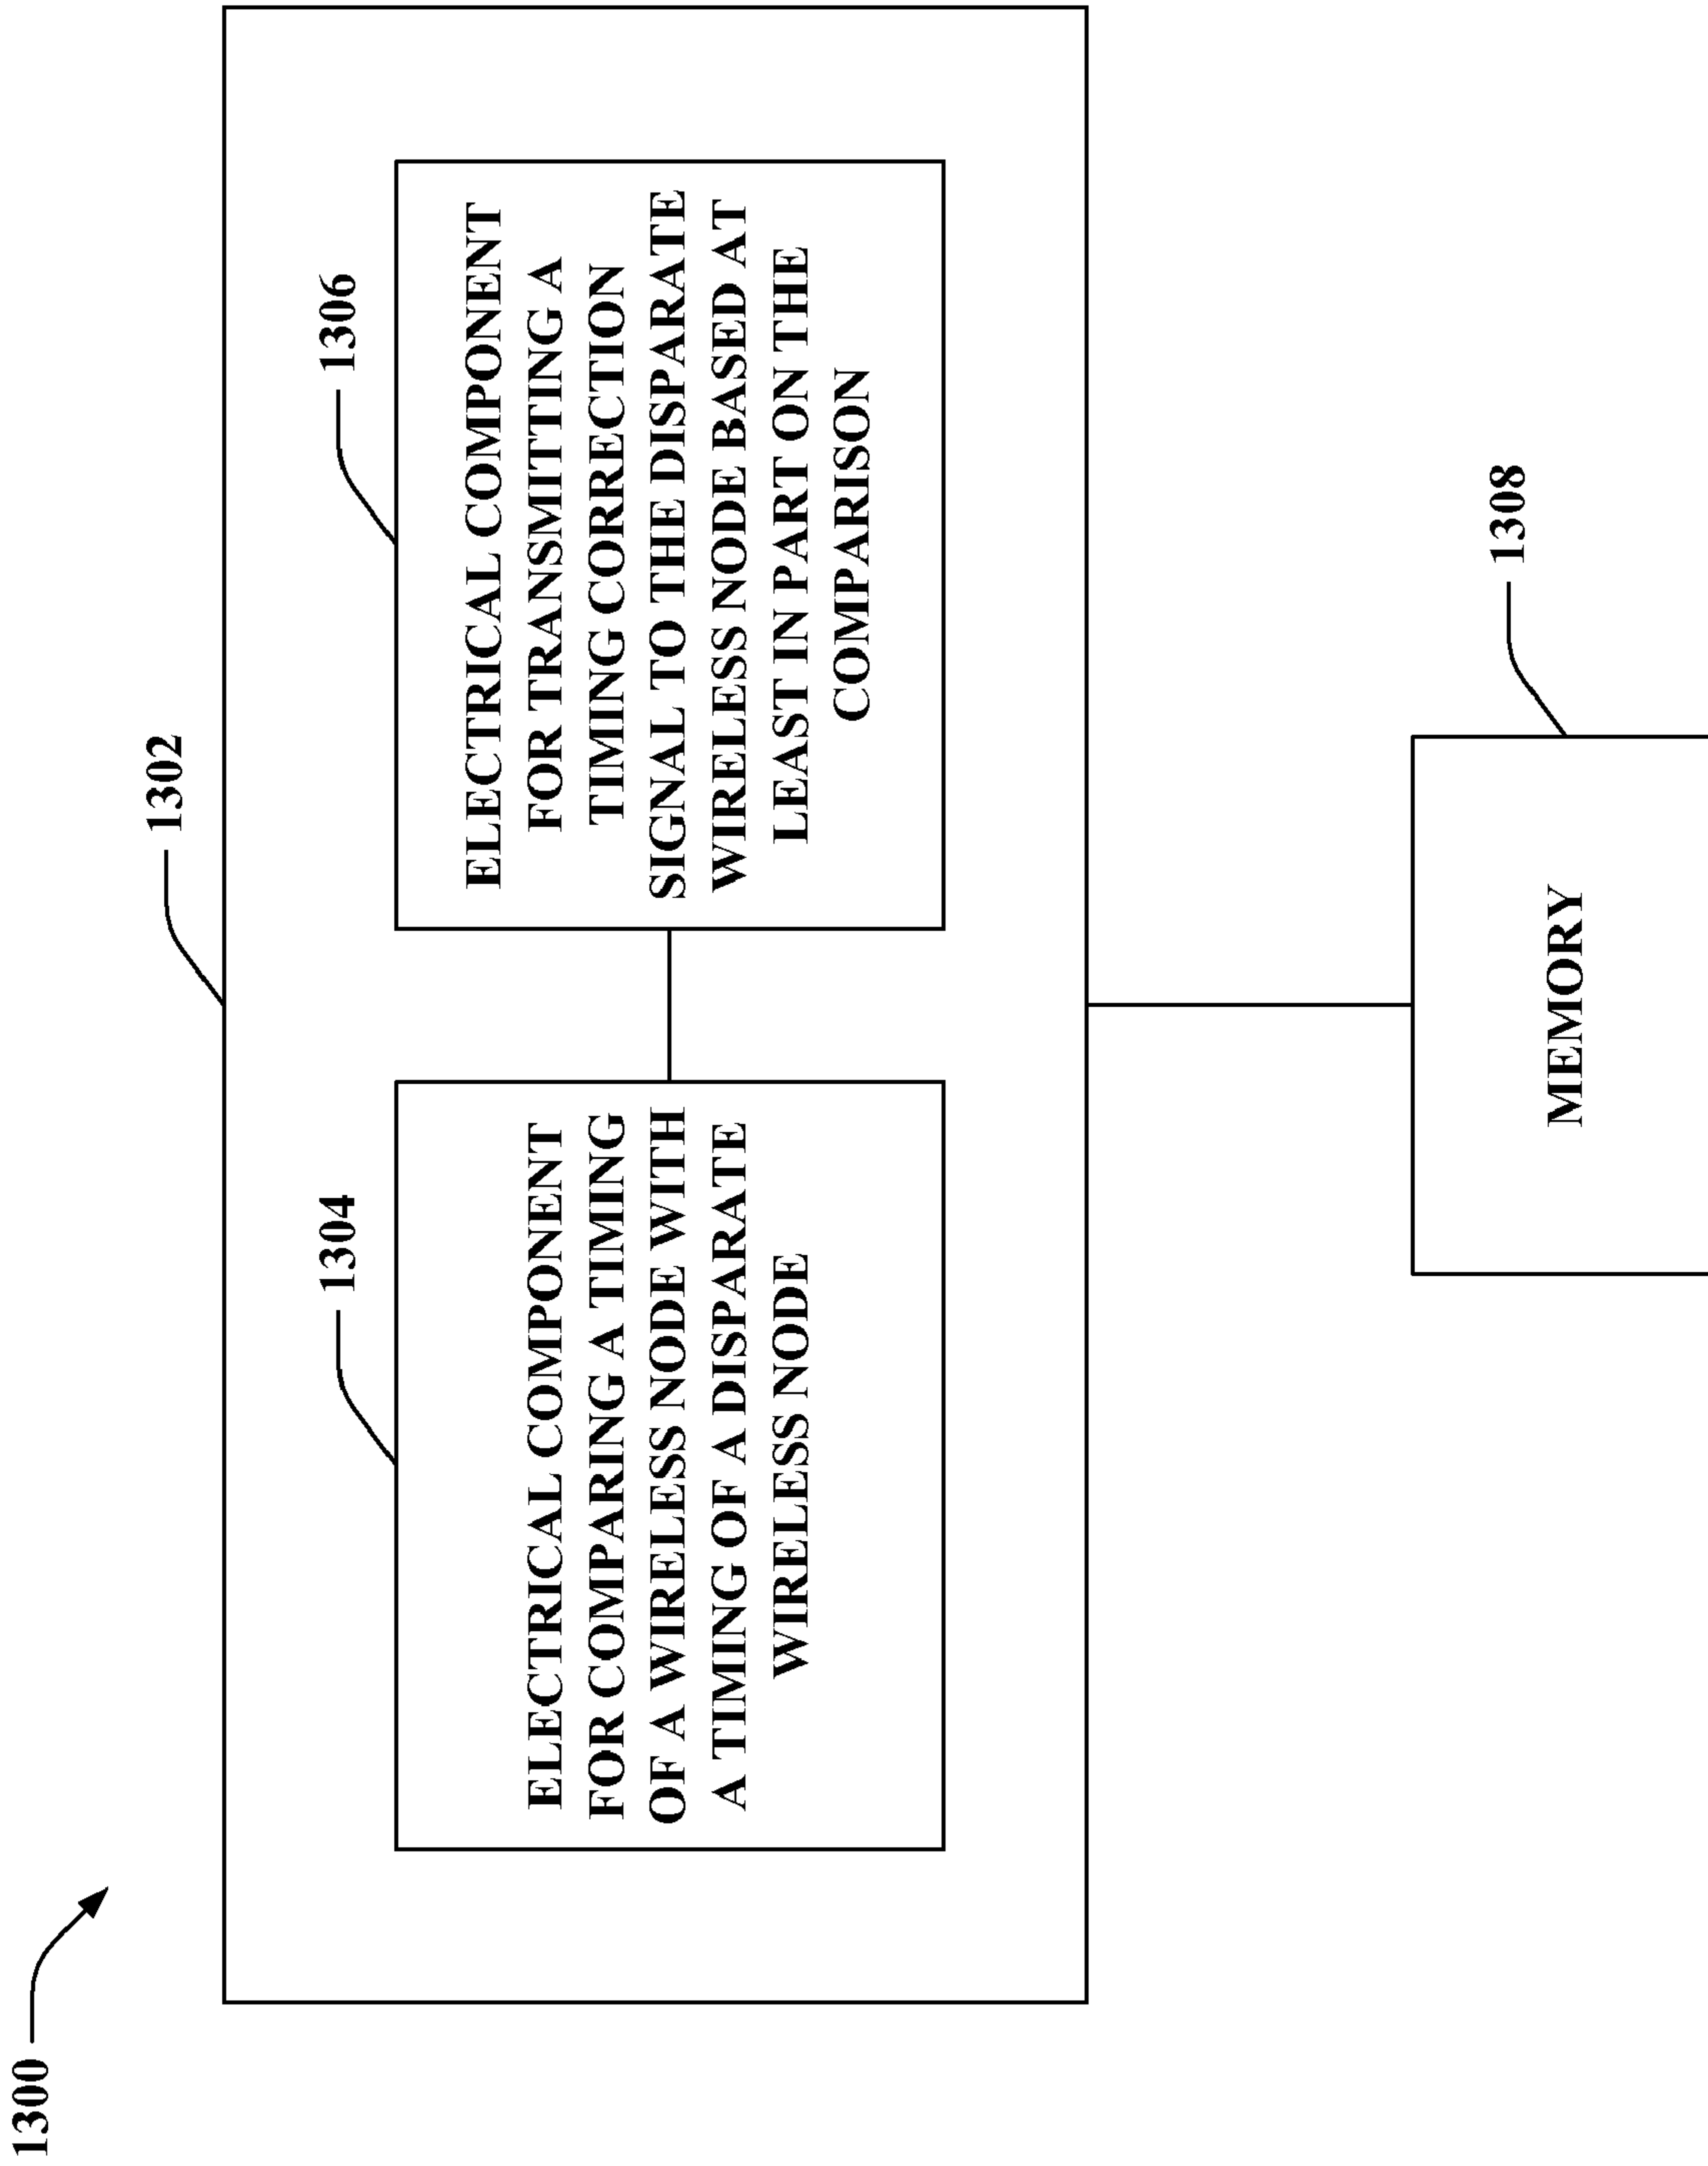 1300
1302
1304
ELECTRICAL COMPONENT
FOR COMPARING A TIMING
OF A WIRELESS NODE WITH
A TIMING OF A DISPARATE
WIRELESS NODE
1306
ELECTRICAL COMPONENT
FOR TRANSMITTING A
TIMING CORRECTION
SIGNAL TO THE DISPARATE
WIRELESS NODE BASED AT
LEAST IN PART ON THE
COMPARISON
1308
MEMORY